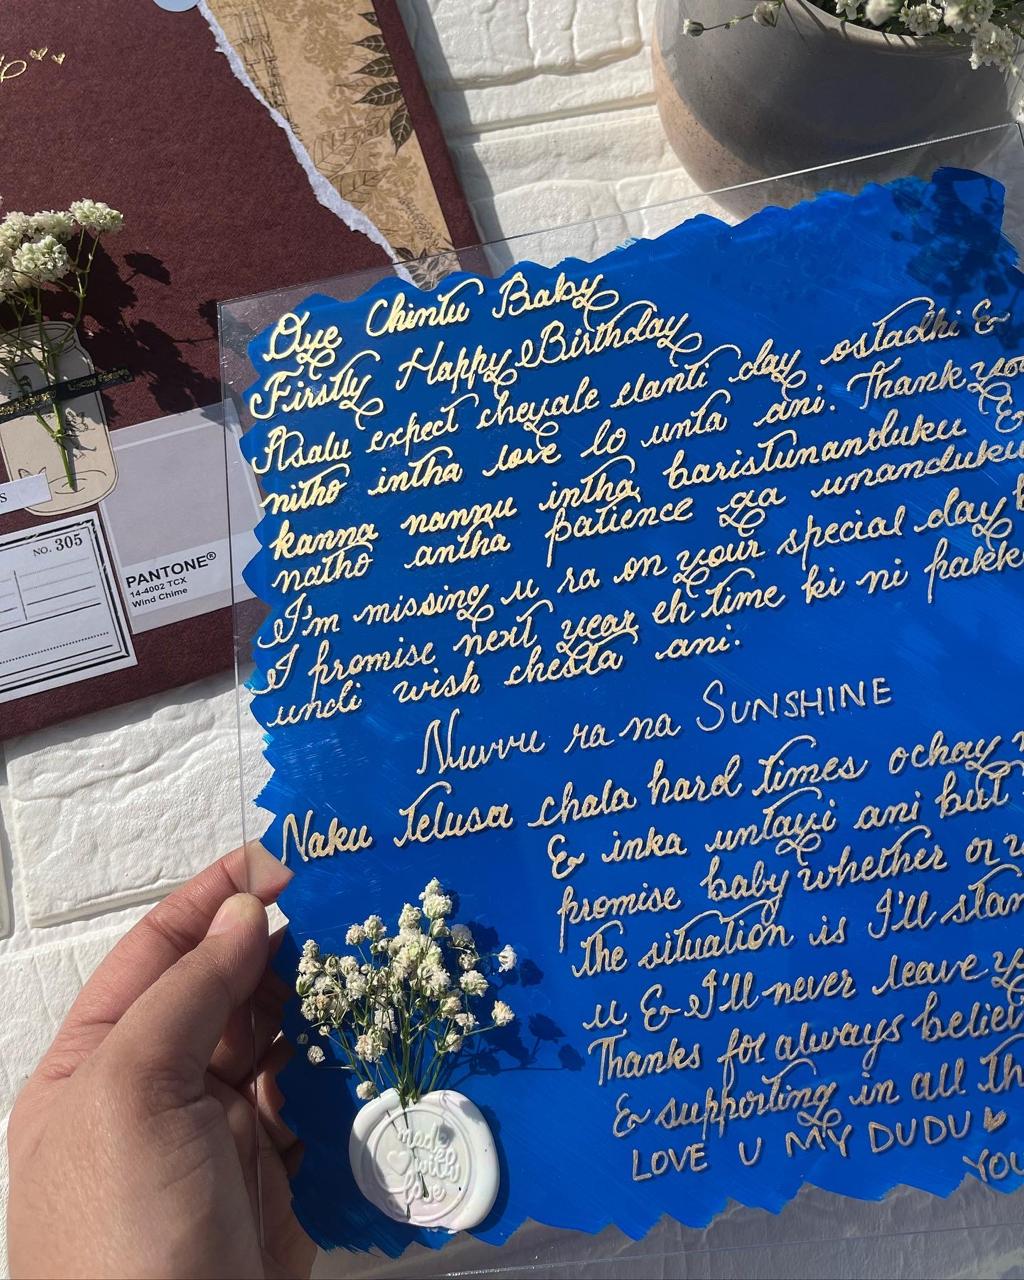 Oye Chintu Baby
Firstly Happy Birthday
Asalu expect cheyale elanti day ostadhi &
nitho intha love lo unta ani. Thank you
kanna nannu intha baristunanduku &
natho antha patience ga unanduku
I'm missing u ra on your special day
I promise next year eh time ki ni pakk
undi wish chesta ani.
Nuvvu ra na SUNSHINE
Naku Telusa chala hard times ochay
& inka untayi ani but
promise baby whether or
the situation is I'll stan
u & I'll never leave y
Thanks for always believ
& supporting in all th
LOVE U MY DUDU
YOU
made
with
love
NO. 305
PANTONE®
14-4002 TCX
Wind Chime